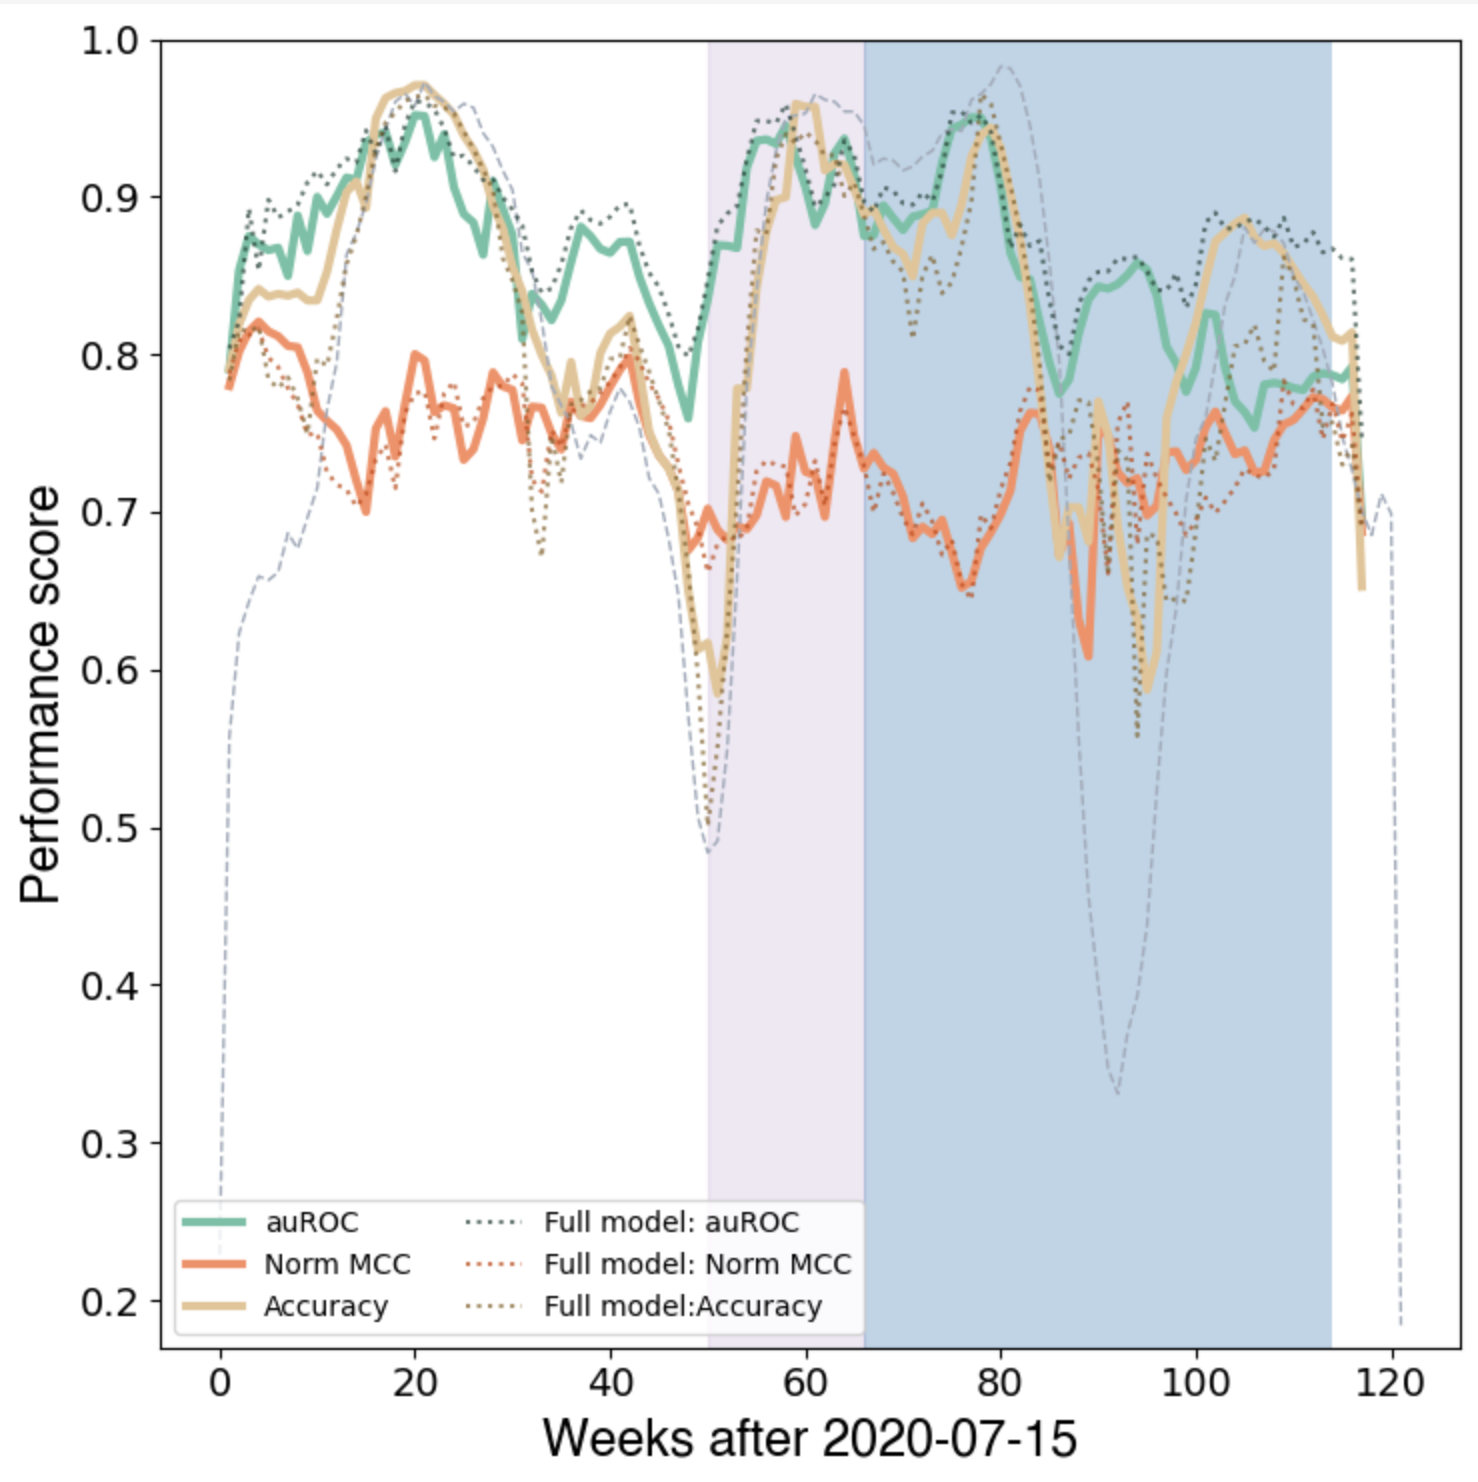 1.0
0.9
0.8
0.7
0.6
0.5
0.4
0.3
0.2
Performance score
auROC
Norm MCC
Accuracy
Full model: auROC
Full model: Norm MCC
Full model:Accuracy
0 20 40 60 80 100 120
Weeks after 2020-07-15